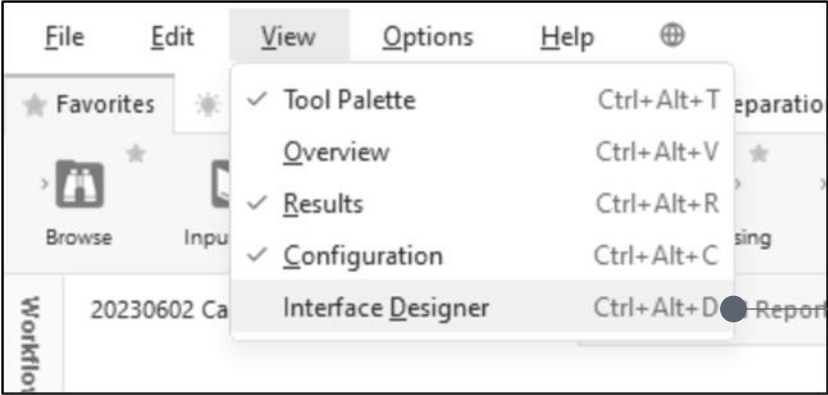 File Edit View Options Help
Favorites
Tool Palette Ctrl+Alt+T eparatio
Overview Ctrl+Alt+V
Results Ctrl+Alt+R
Browse Inpu sing
Configuration Ctrl+Alt+C
20230602 Ca
Interface Designer Ctrl+Alt+D Report
Workflo